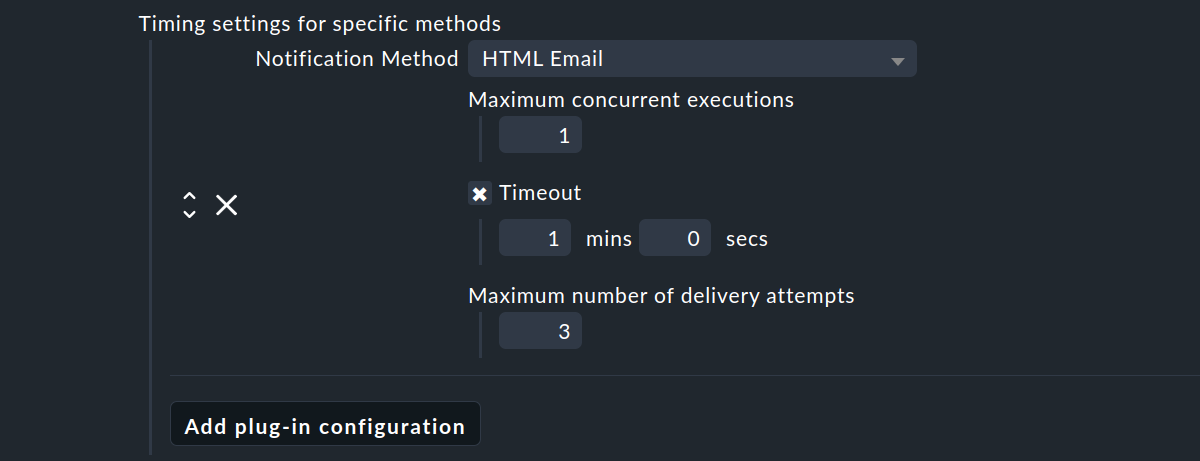 Timing settings for specific methods
Notification Method HTML Email
Maximum concurrent executions
1
Timeout
1 mins 0 secs
Maximum number of delivery attempts
3
Add plug-in configuration